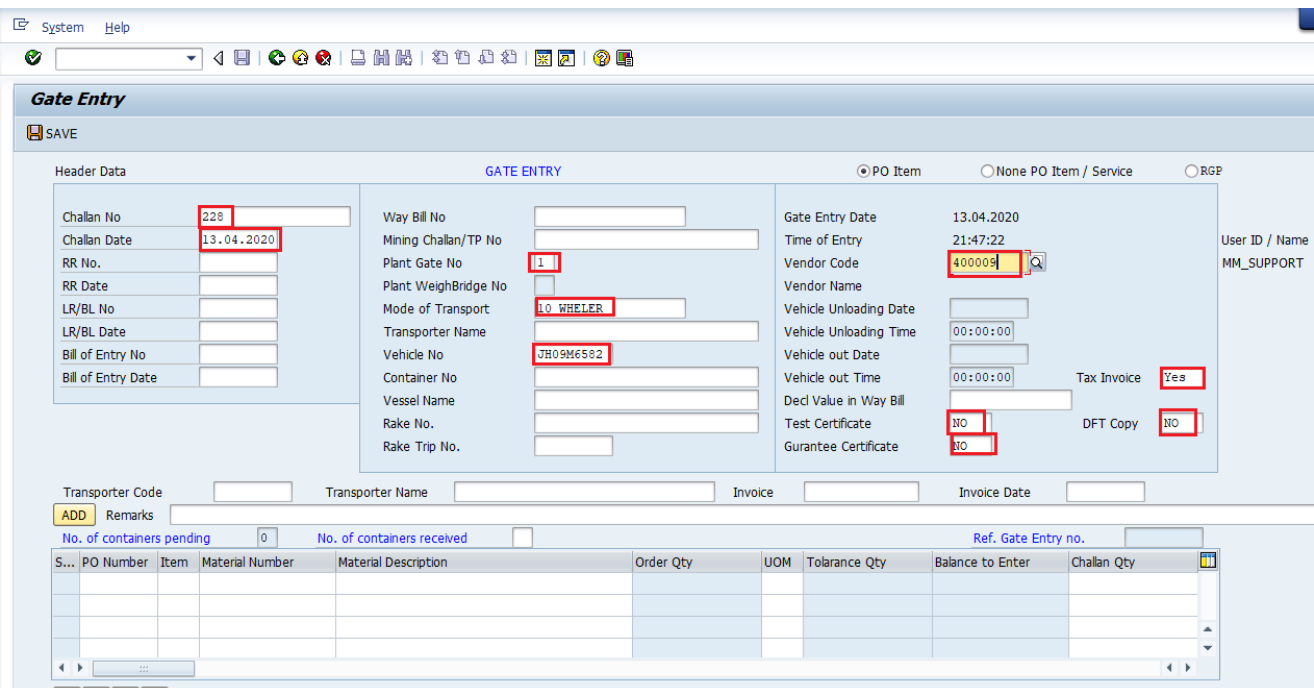 System Help
Gate Entry
SAVE
Header Data GATE ENTRY PO Item None PO Item / Service RGP
Challan No 228 Way Bill No Gate Entry Date 13.04.2020
Challan Date 13.04.2020 Mining Challan/TP No Time of Entry 21:47:22 User ID / Name
RR No. Plant Gate No 1 Vendor Code 400009 MM_SUPPORT
RR Date Plant WeighBridge No Vendor Name
LR/BL No Mode of Transport 10 WHELER Vehicle Unloading Date
LR/BL Date Transporter Name Vehicle Unloading Time 00:00:00
Bill of Entry No Vehicle No JH09M6582 Vehicle out Date
Bill of Entry Date Container No Vehicle out Time 00:00:00 Tax Invoice Yes
Vessel Name Decl Value in Way Bill
Rake No. Test Certificate NO DFT Copy NO
Rake Trip No. Gurantee Certificate NO
Transporter Code Transporter Name Invoice Invoice Date
ADD Remarks
No. of containers pending 0 No. of containers received Ref. Gate Entry no.
S... PO Number Item Material Number Material Description Order Qty UOM Tolarance Qty Balance to Enter Challan Qty